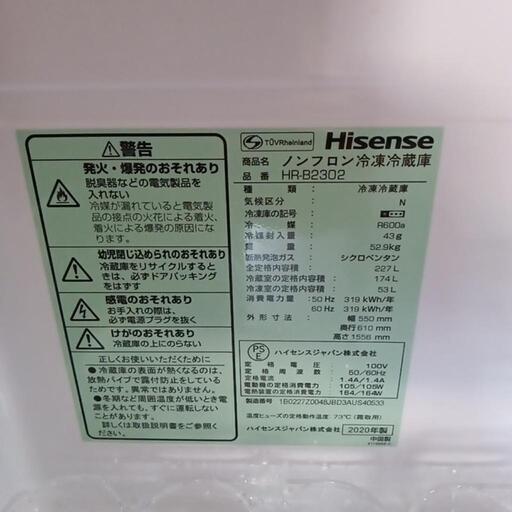 ⚠警告
発火・爆発のおそれあり
脱臭器などの電気製品を
入れない
冷媒が漏れていると電気製
品の接点の火花による着火、
着火により爆発の原因にな
ります。
幼児閉じ込められのおそれあり
冷蔵庫をリサイクルすると
きは、必ずドアパッキング
をはずす
感電のおそれあり
お手入れの際は、
必ず電源プラグを抜く
けがのおそれあり
冷蔵庫の上にのらない
正しくお使いいただくために
・冷蔵庫の表面が熱くなるのは、
放熱パイプで露付防止をしている
ためで、異常ではありません。
・冬期など周囲温度が低いとき電
源を入れても、すぐに運転しない
ことがあります。
詳しくは取扱説明書をご参照
ください。
TÜVRheinland Hisense
商品名 ノンフロン冷凍冷蔵庫
品番 HR-B2302
種類: 冷凍冷蔵庫
気候区分: N
冷凍庫の記号:
冷媒: R600a
冷媒封入量: 43g
質量: 52.9kg
断熱発泡ガス: シクロペンタン
全定格内容積: 227 L
冷蔵室の定格内容積: 174 L
冷凍室の定格内容積: 53 L
消費電力量: 50 Hz 319 kWh/年
60 Hz 319 kWh/年
外形寸法: 幅 550 mm
奥行 610 mm
高さ 1556 mm
PS
E
ハイセンスジャパン株式会社
定格電圧: 100V
定格周波数: 50/60Hz
定格電流: 1.4A/1.4A
電動機の定格消費電力: 105/105W
電熱装置の定格消費電力: 164/164W
製造番号: 1B0227Z0048JBD3AUS40533
温度ヒューズの定格動作温度: 73℃ (霜取用)
ハイセンスジャパン株式会社 2020年製
中国製